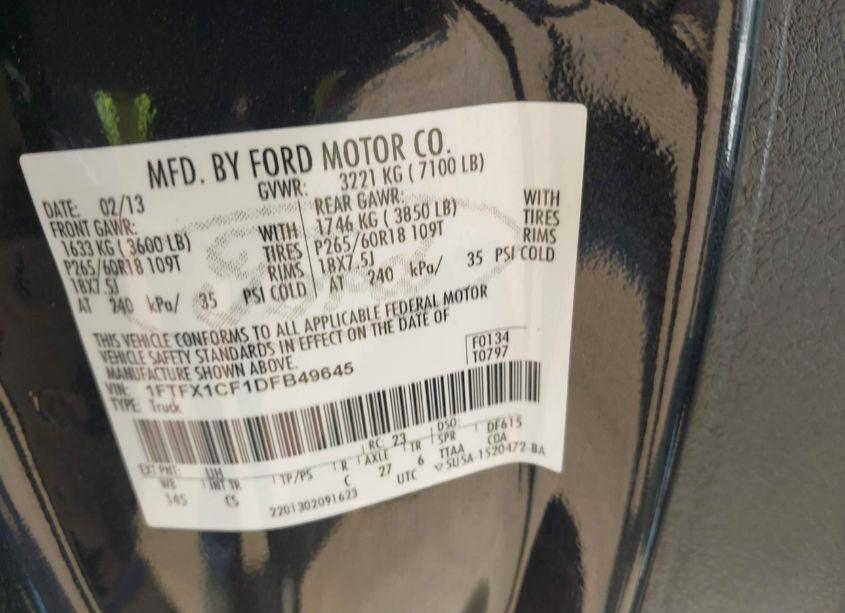 MFD. BY FORD MOTOR CO.
DATE: 02/13
GVWR: 3221 KG ( 7100 LB)
FRONT GAWR:
1633 KG ( 3600 LB) WITH
P265/60R18 109T TIRES
18X7.5J RIMS
AT 240 kPa/ 35 PSI COLD
REAR GAWR:
1746 KG ( 3850 LB) WITH
P265/60R18 109T TIRES
18X7.5J RIMS
AT 240 kPa/ 35 PSI COLD
THIS VEHICLE CONFORMS TO ALL APPLICABLE FEDERAL MOTOR
VEHICLE SAFETY STANDARDS IN EFFECT ON THE DATE OF
MANUFACTURE SHOWN ABOVE.
F0134
T0797
VIN: 1FTFX1CF1DFB49645
TYPE: Truck
EXT PNT: UH RC: 23 DSO: DF615
WB INT TR TP/PS R AXLE TR SPR COA
145 CS C 27 6 TTAA
UTC ▽5U5A-1520472-BA
2201302091623